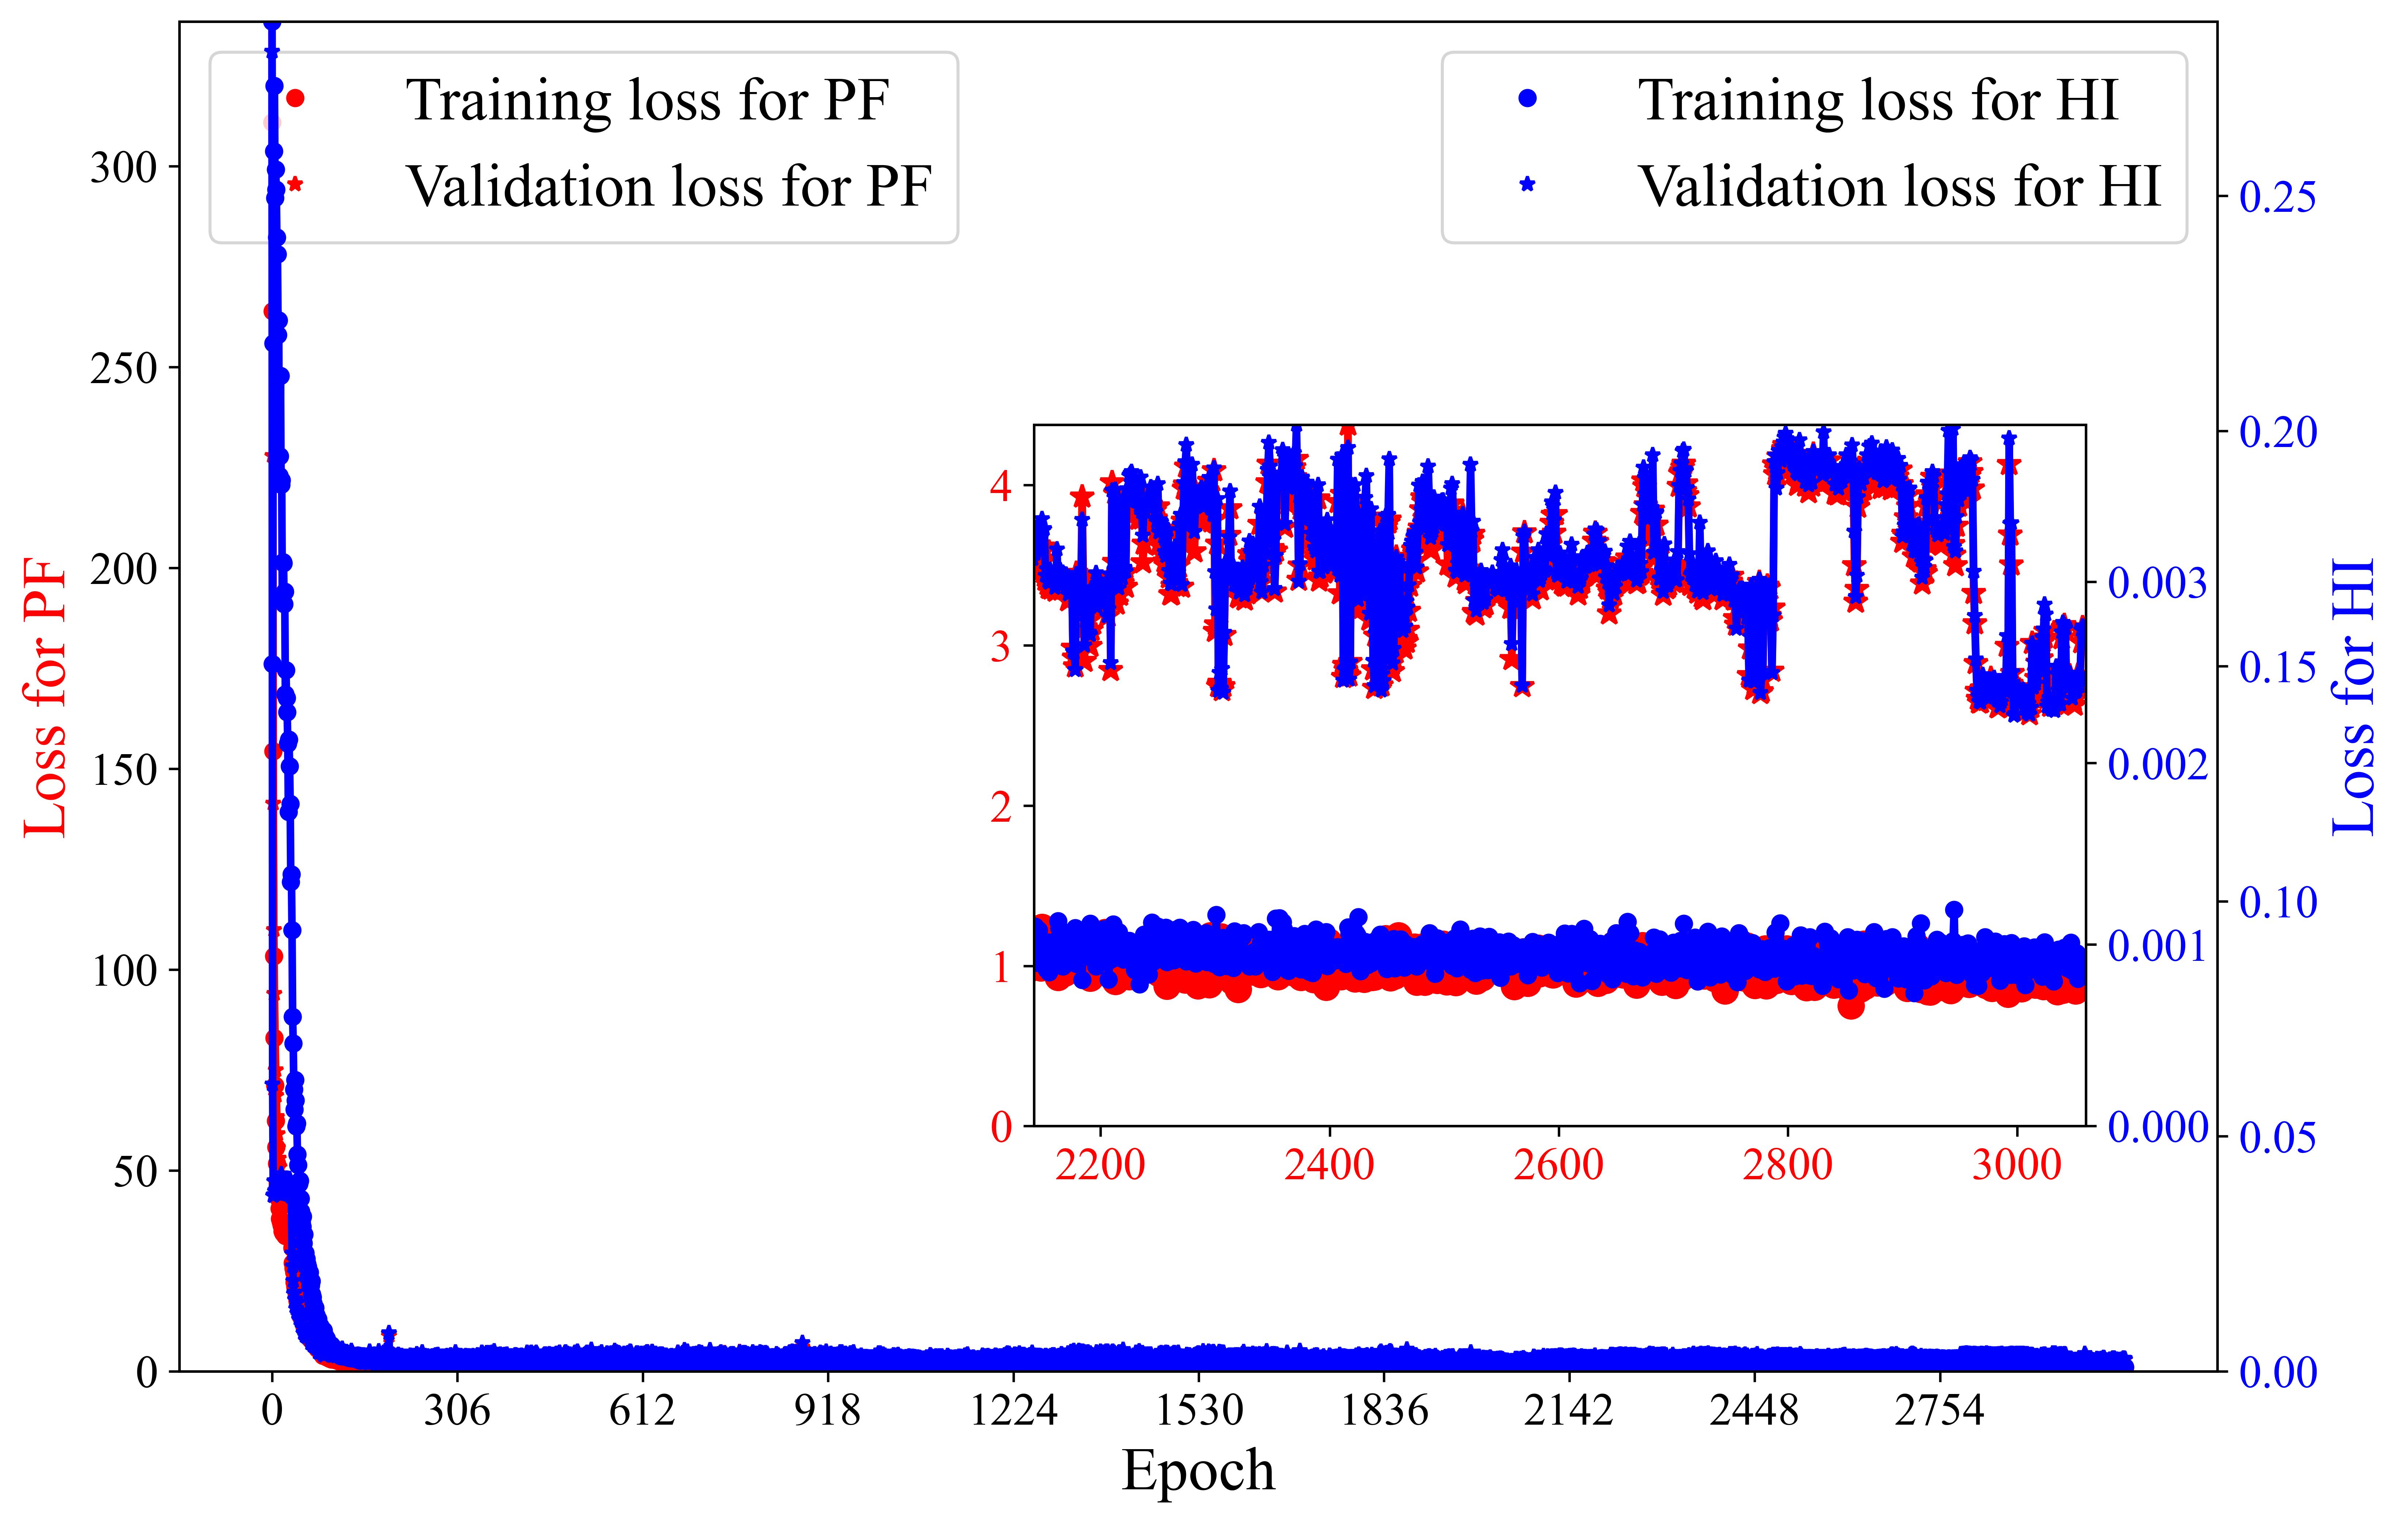 Training loss for PF
Validation loss for PF
Training loss for HI
Validation loss for HI
Loss for PF
300
250
200
150
100
50
0
0.25
0.20
0.15
0.10
0.05
0.00
Loss for HI
4
3
2
1
0
0.003
0.002
0.001
0.000
2200 2400 2600 2800 3000
0 306 612 918 1224 1530 1836 2142 2448 2754
Epoch